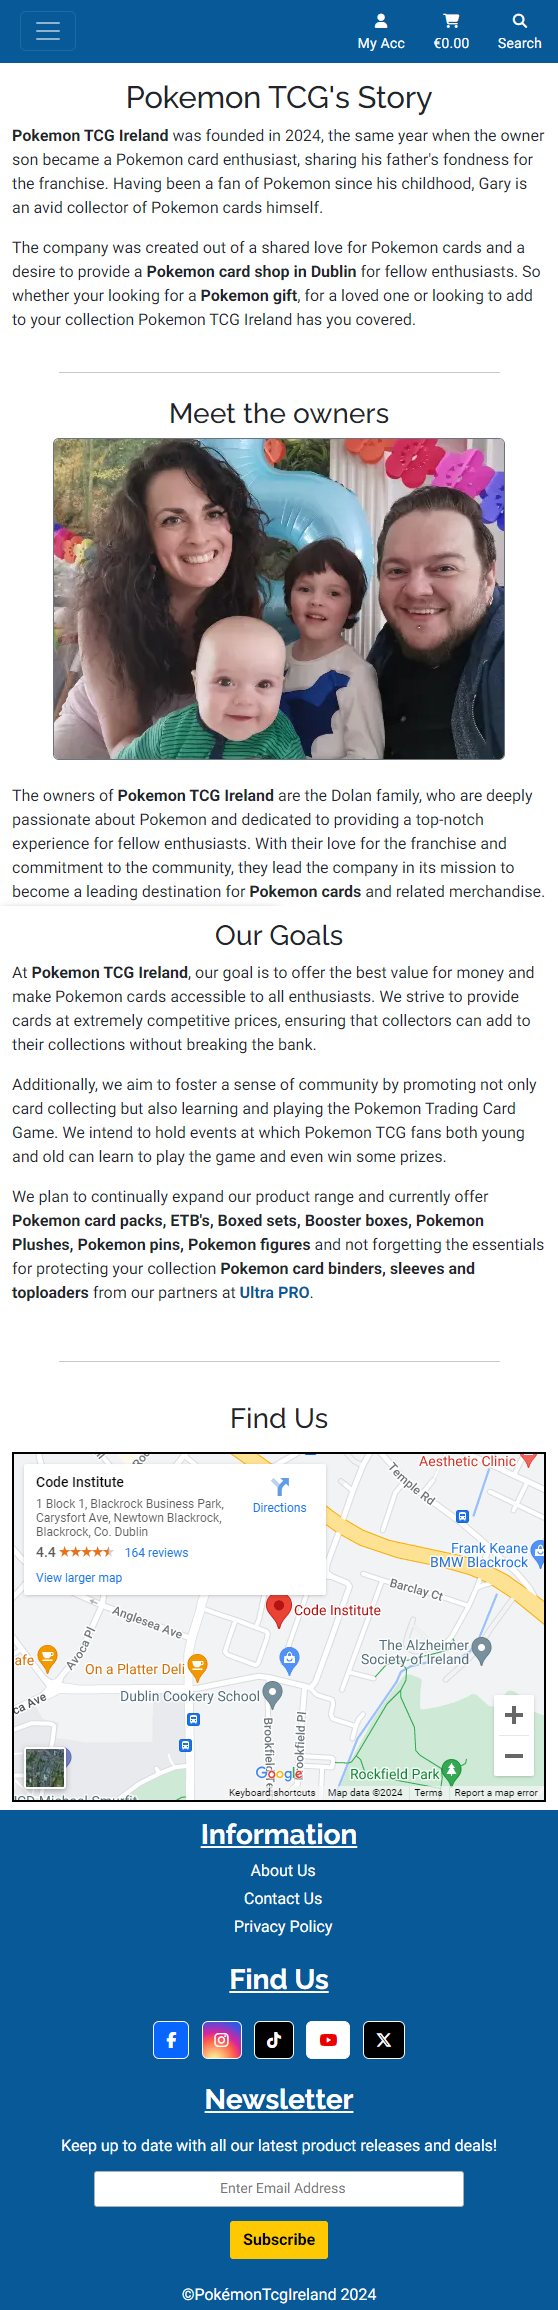 My Acc
€0.00
Search
Pokemon TCG's Story
Pokemon TCG Ireland was founded in 2024, the same year when the owner
son became a Pokemon card enthusiast, sharing his father's fondness for
the franchise. Having been a fan of Pokemon since his childhood, Gary is
an avid collector of Pokemon cards himself.
The company was created out of a shared love for Pokemon cards and a
desire to provide a Pokemon card shop in Dublin for fellow enthusiasts. So
whether your looking for a Pokemon gift, for a loved one or looking to add
to your collection Pokemon TCG Ireland has you covered.
Meet the owners
The owners of Pokemon TCG Ireland are the Dolan family, who are deeply
passionate about Pokemon and dedicated to providing a top-notch
experience for fellow enthusiasts. With their love for the franchise and
commitment to the community, they lead the company in its mission to
become a leading destination for Pokemon cards and related merchandise.
Our Goals
At Pokemon TCG Ireland, our goal is to offer the best value for money and
make Pokemon cards accessible to all enthusiasts. We strive to provide
cards at extremely competitive prices, ensuring that collectors can add to
their collections without breaking the bank.
Additionally, we aim to foster a sense of community by promoting not only
card collecting but also learning and playing the Pokemon Trading Card
Game. We intend to hold events at which Pokemon TCG fans both young
and old can learn to play the game and even win some prizes.
We plan to continually expand our product range and currently offer
Pokemon card packs, ETB's, Boxed sets, Booster boxes, Pokemon
Plushes, Pokemon pins, Pokemon figures and not forgetting the essentials
for protecting your collection Pokemon card binders, sleeves and
toploaders from our partners at Ultra PRO.
Find Us
Code Institute
1 Block 1, Blackrock Business Park,
Carysfort Ave, Newtown Blackrock,
Blackrock, Co. Dublin
4.4
164 reviews
View larger map
Directions
Aesthetic Clinic
Temple Rd
Frank Keane
BMW Blackrock
Barclay Ct
Code Institute
Anglesea Ave
Avoca Pl
The Alzheimer
Society of Ireland
afe
On a Platter Deli
Dublin Cookery School
ca Ave
Rockfield Park
Google
Keyboard shortcuts
Map data ©2024
Terms
Report a map error
Information
About Us
Contact Us
Privacy Policy
Find Us
Newsletter
Keep up to date with all our latest product releases and deals!
Enter Email Address
Subscribe
©PokémonTcgIreland 2024